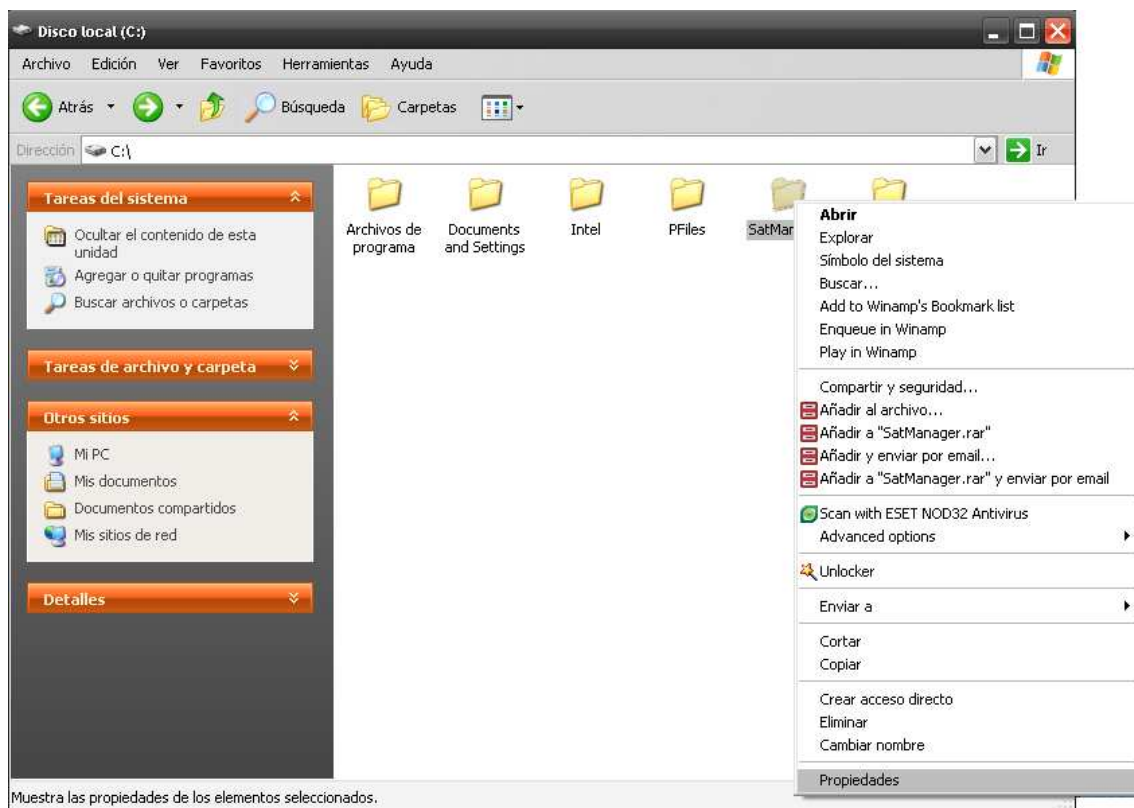 Disco local (C:)
Archivo Edición Ver Favoritos Herramientas Ayuda
Atrás Búsqueda Carpetas
Dirección C:\ Ir
Tareas del sistema
Ocultar el contenido de esta
unidad
Agregar o quitar programas
Buscar archivos o carpetas
Tareas de archivo y carpeta
Otros sitios
Mi PC
Mis documentos
Documentos compartidos
Mis sitios de red
Detalles
Archivos de
programa
Documents
and Settings
Intel
PFiles
Abrir
Explorar
Símbolo del sistema
Buscar...
Add to Winamp's Bookmark list
Enqueue in Winamp
Play in Winamp
Compartir y seguridad...
Añadir al archivo...
Añadir a "SatManager.rar"
Añadir y enviar por email...
Añadir a "SatManager.rar" y enviar por email
Scan with ESET NOD32 Antivirus
Advanced options
Unlocker
Enviar a
Cortar
Copiar
Crear acceso directo
Eliminar
Cambiar nombre
Propiedades
Muestra las propiedades de los elementos seleccionados.